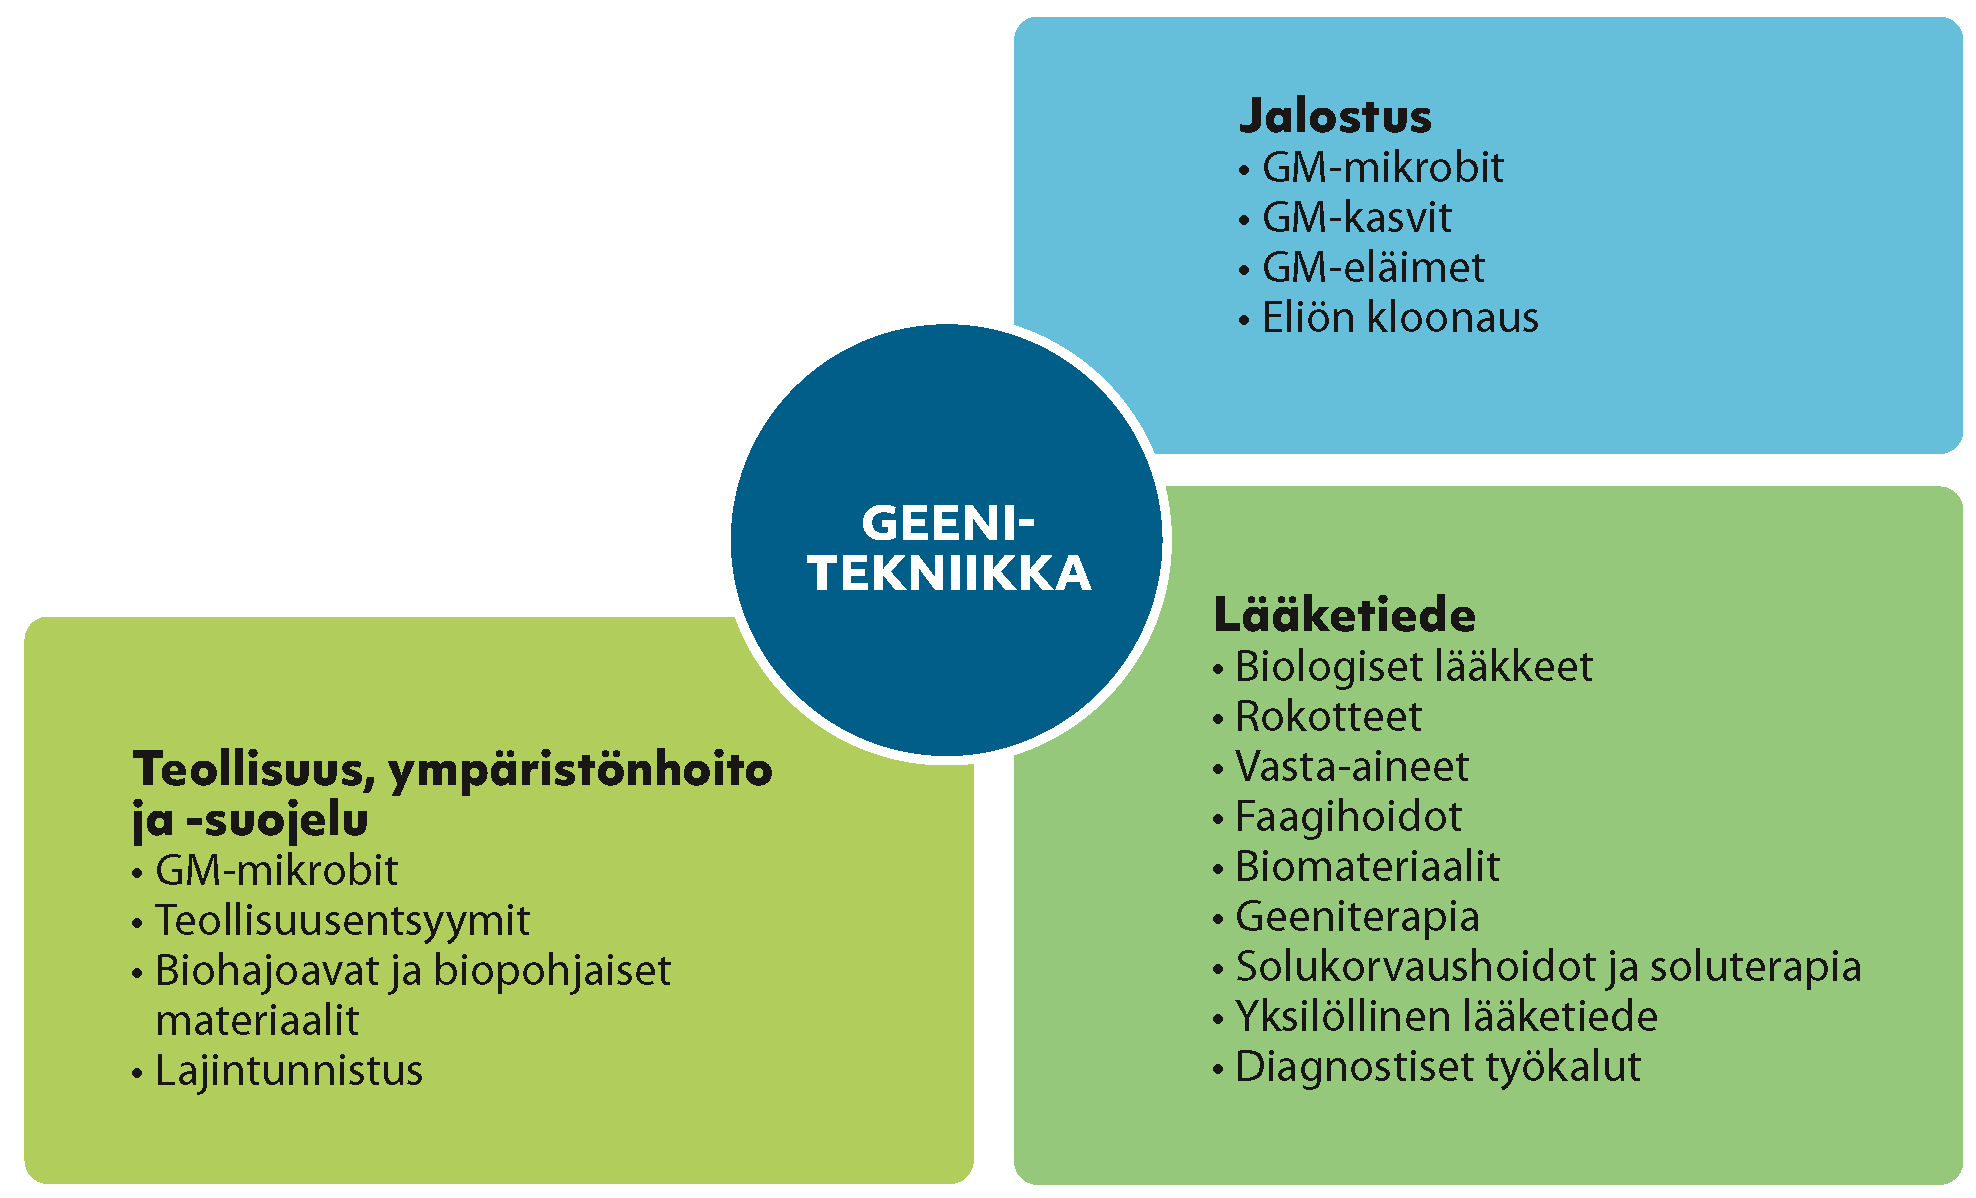 Jalostus
• GM-mikrobit
• GM-kasvit
• GM-eläimet
• Eliön kloonaus
GEENI-
TEKNIIKKA
Lääketiede
• Biologiset lääkkeet
• Rokotteet
• Vasta-aineet
• Faagihoidot
• Biomateriaalit
• Geeniterapia
• Solukorvaushoidot ja soluterapia
• Yksilöllinen lääketiede
• Diagnostiset työkalut
Teollisuus, ympäristönhoito
ja -suojelu
• GM-mikrobit
• Teollisuusentsyymit
• Biohajoavat ja biopohjaiset
materiaalit
• Lajintunnistus